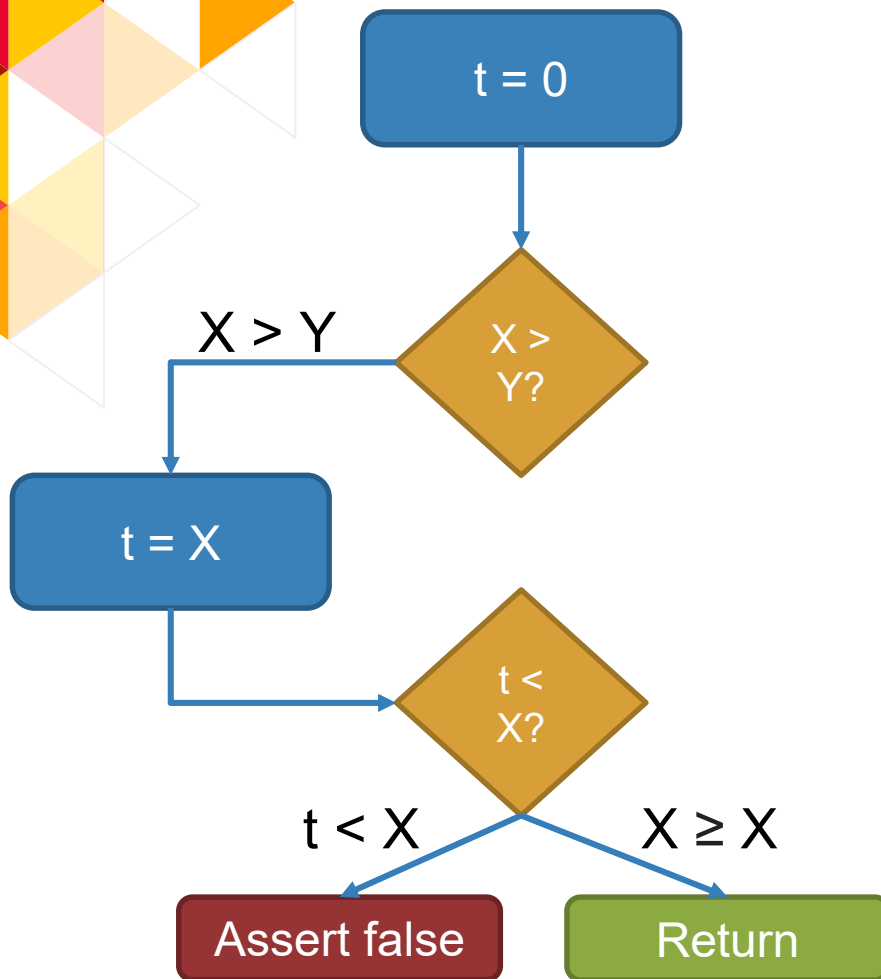 t = 0
X > Y
X >
Y?
t = X
t <
X?
t < X
X ≥ X
Assert false
Return